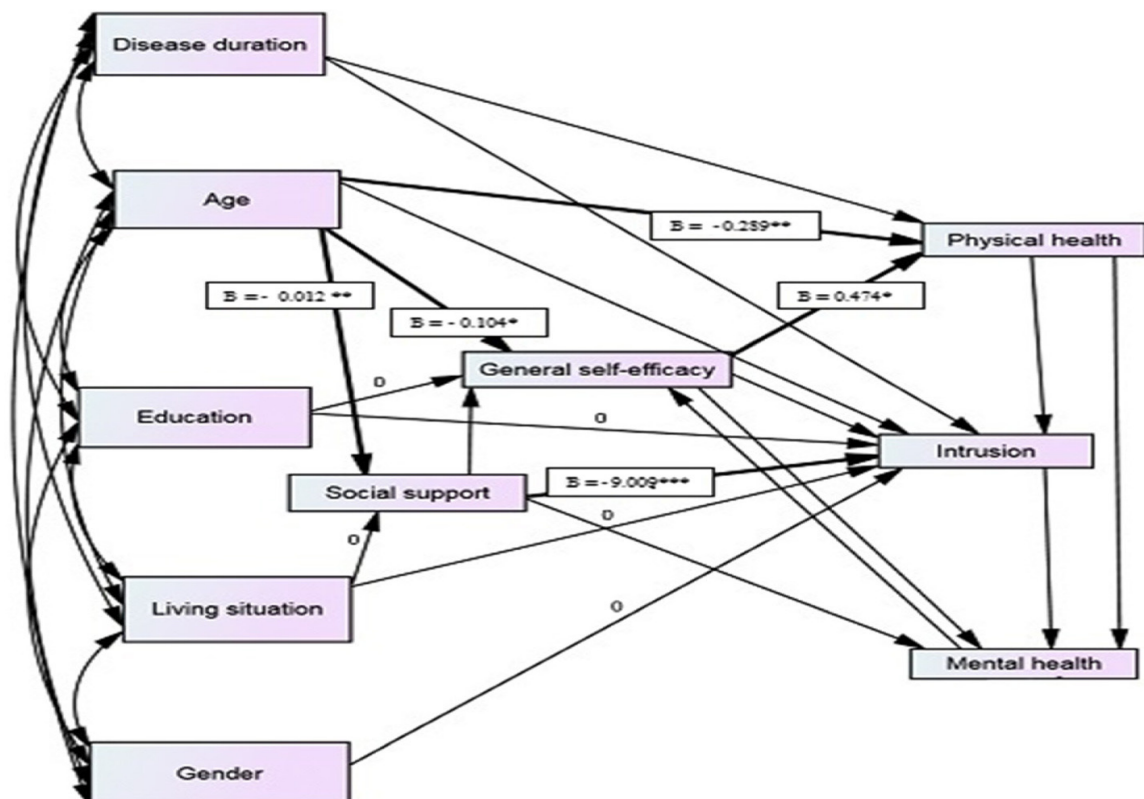 Disease duration
Age
B = -0.289**
Physical health
B = - 0.012 **
B = 0.474*
B = - 0.104*
General self-efficacy
0
Education
0
Intrusion
Social support
B = -9.009***
0
0
Living situation
0
Mental health
Gender